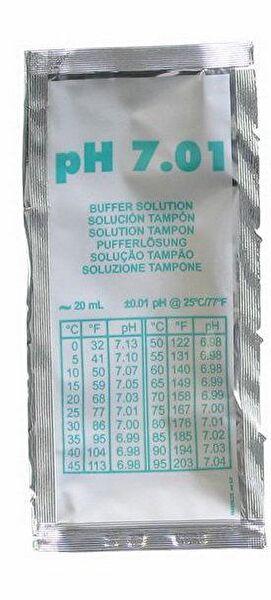 pH 7.01
BUFFER SOLUTION
SOLUCIÓN TAMPÓN
SOLUTION TAMPON
PUFFERLÖSUNG
SOLUÇÃO TAMPÃO
SOLUZIONE TAMPONE
~ 20 mL ±0.01 pH @ 25°C/77°F
°C °F pH °C °F pH
0 32 7.13 50 122 6.98
5 41 7.10 55 131 6.98
10 50 7.07 60 140 6.98
15 59 7.05 65 149 6.99
20 68 7.03 70 158 6.99
25 77 7.01 75 167 7.00
30 86 7.00 80 176 7.01
35 95 6.99 85 185 7.02
40 104 6.98 90 194 7.03
45 113 6.98 95 203 7.04